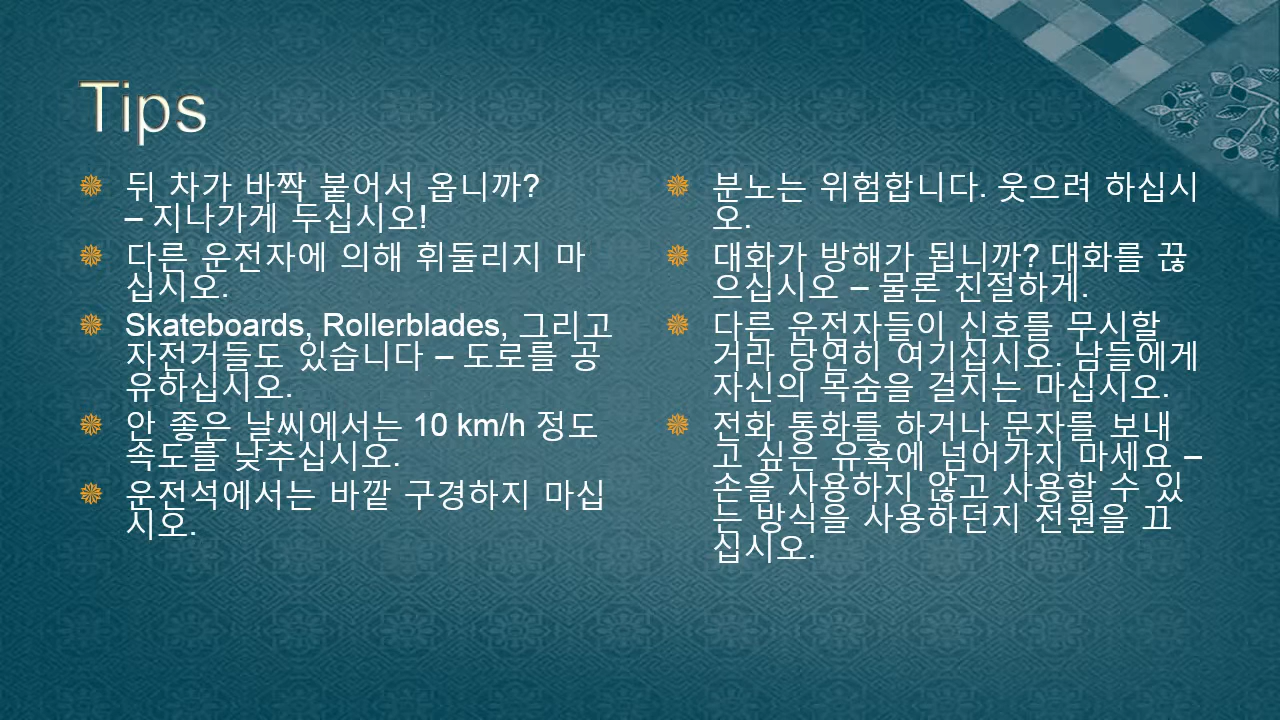 Tips
뒤 차가 바짝 붙어서 옵니까?
– 지나가게 두십시오!
다른 운전자에 의해 휘둘리지 마
십시오.
Skateboards, Rollerblades, 그리고
자전거들도 있습니다 – 도로를 공
유하십시오.
안 좋은 날씨에서는 10 km/h 정도
속도를 낮추십시오.
운전석에서는 바깥 구경하지 마십
시오.
분노는 위험합니다. 웃으려 하십시
오.
대화가 방해가 됩니까? 대화를 끊
으십시오 – 물론 친절하게.
다른 운전자들이 신호를 무시할
거라 당연히 여기십시오. 남들에게
자신의 목숨을 걸지는 마십시오.
전화 통화를 하거나 문자를 보내
고 싶은 유혹에 넘어가지 마세요 –
손을 사용하지 않고 사용할 수 있
는 방식을 사용하던지 전원을 끄
십시오.